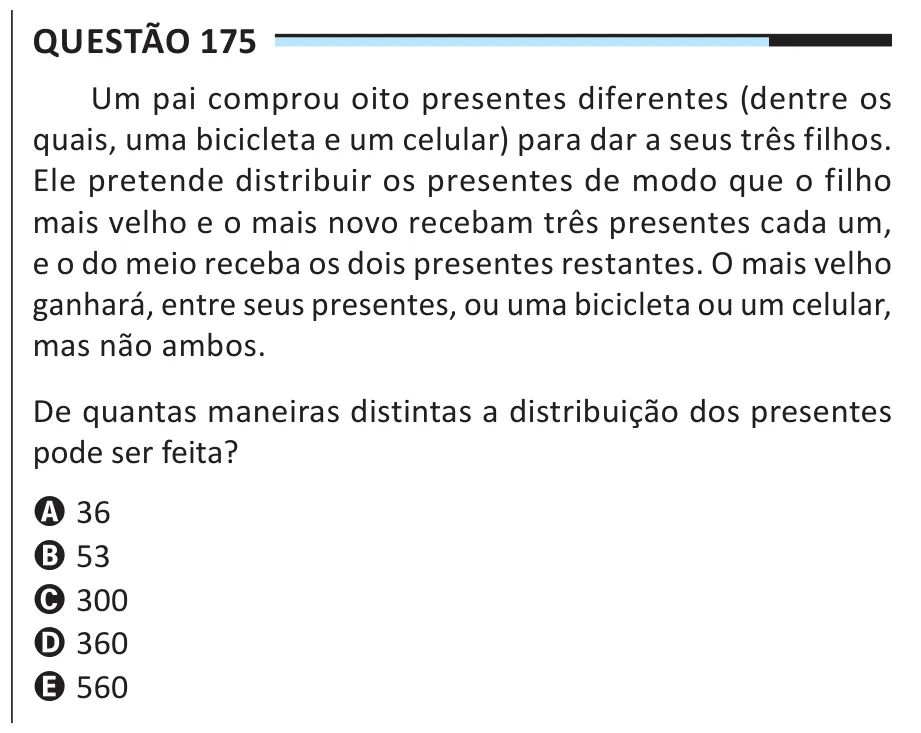 QUESTÃO 175
Um pai comprou oito presentes diferentes (dentre os
quais, uma bicicleta e um celular) para dar a seus três filhos.
Ele pretende distribuir os presentes de modo que o filho
mais velho e o mais novo recebam três presentes cada um,
e o do meio receba os dois presentes restantes. O mais velho
ganhará, entre seus presentes, ou uma bicicleta ou um celular,
mas não ambos.
De quantas maneiras distintas a distribuição dos presentes
pode ser feita?
A 36
B 53
C 300
D 360
E 560